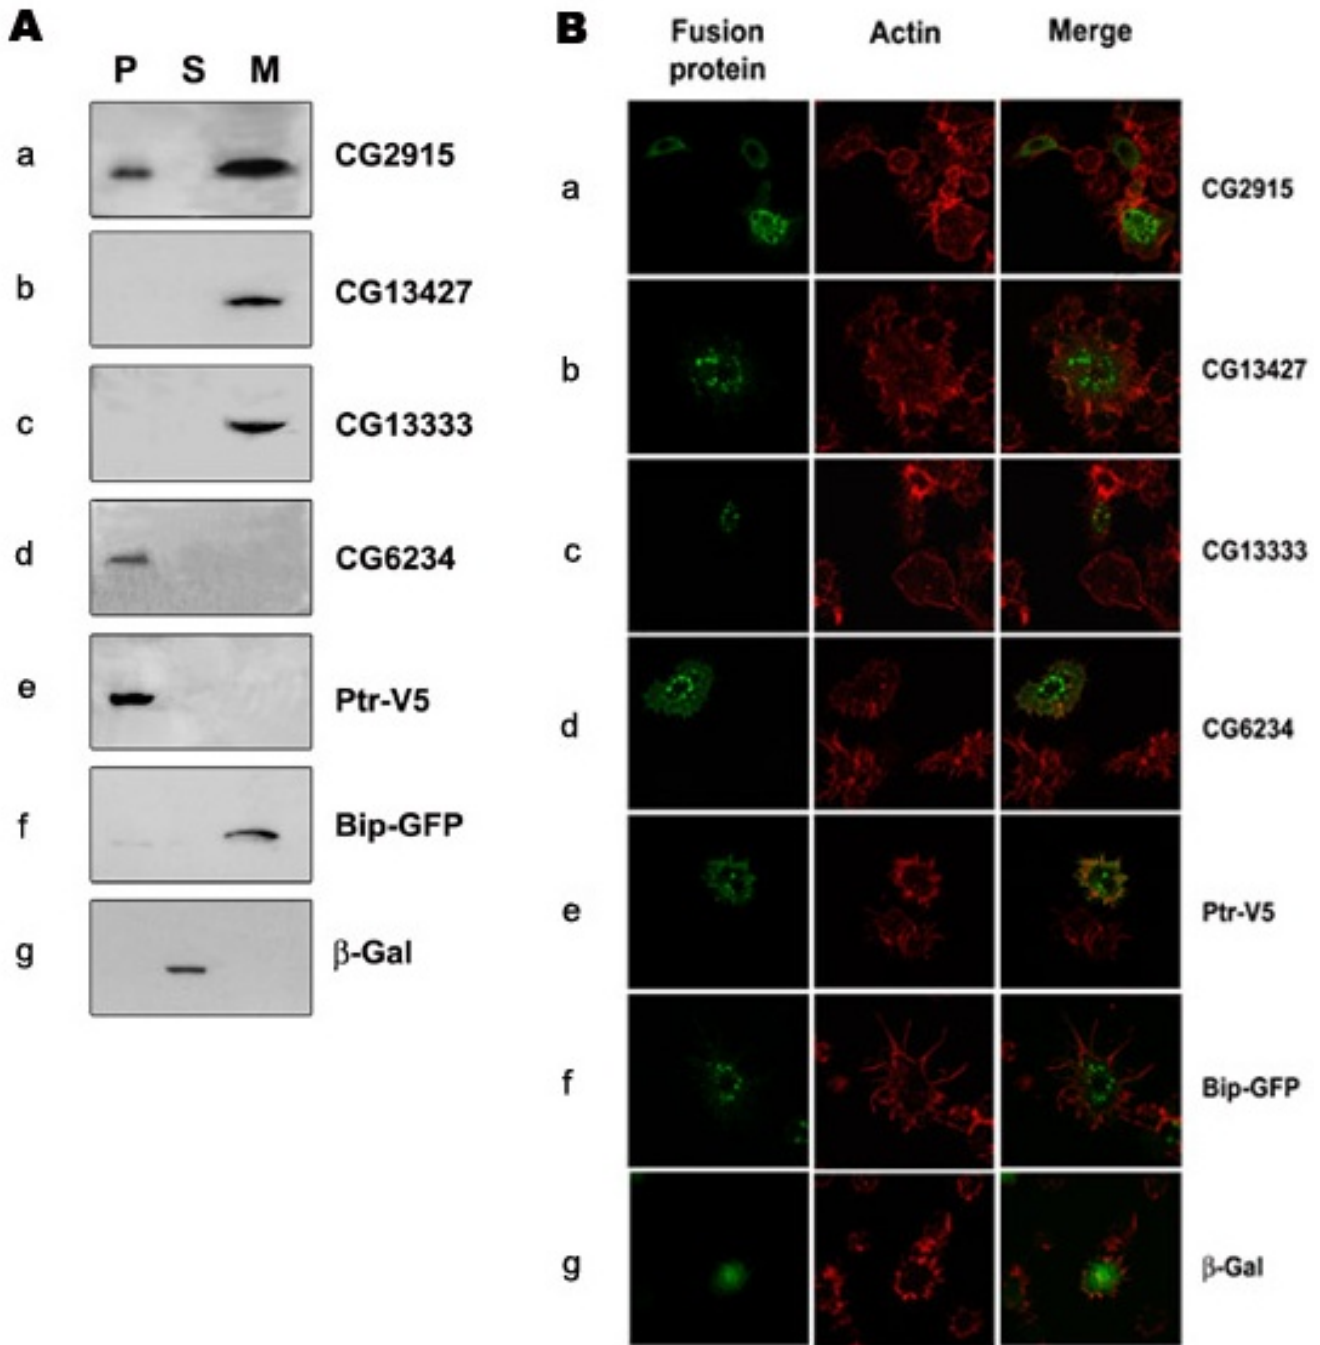 A
P S M
a CG2915
b CG13427
c CG13333
d CG6234
e Ptr-V5
f Bip-GFP
g β-Gal
B
Fusion
protein
Actin
Merge
a CG2915
b CG13427
c CG13333
d CG6234
e Ptr-V5
f Bip-GFP
g β-Gal